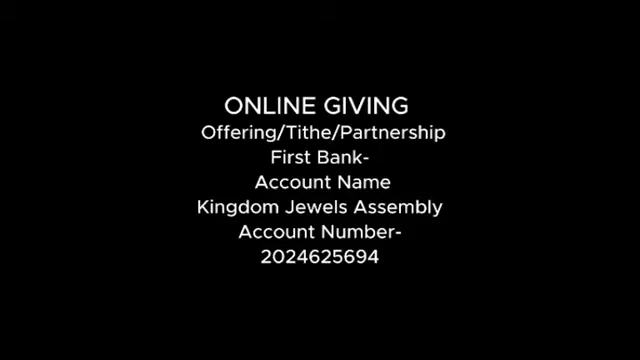 ONLINE GIVING
Offering/Tithe/Partnership
First Bank-
Account Name
Kingdom Jewels Assembly
Account Number-
2024625694